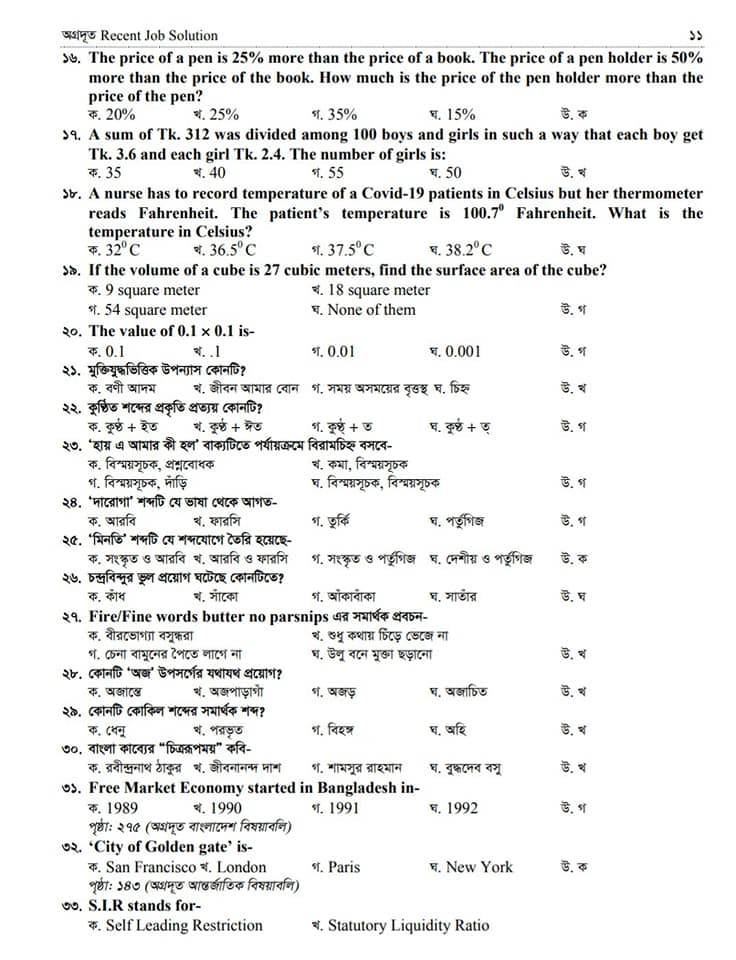 অগ্রদূত Recent Job Solution ১১
১৬. The price of a pen is 25% more than the price of a book. The price of a pen holder is 50%
more than the price of the book. How much is the price of the pen holder more than the
price of the pen?
ক. 20% খ. 25% গ. 35% ঘ. 15% উ. ক
১৭. A sum of Tk. 312 was divided among 100 boys and girls in such a way that each boy get
Tk. 3.6 and each girl Tk. 2.4. The number of girls is:
ক. 35 খ. 40 গ. 55 ঘ. 50 উ. খ
১৮. A nurse has to record temperature of a Covid-19 patients in Celsius but her thermometer
reads Fahrenheit. The patient’s temperature is 100.7⁰ Fahrenheit. What is the
temperature in Celsius?
ক. 32⁰ C খ. 36.5⁰ C গ. 37.5⁰ C ঘ. 38.2⁰ C উ. ঘ
১৯. If the volume of a cube is 27 cubic meters, find the surface area of the cube?
ক. 9 square meter খ. 18 square meter
গ. 54 square meter ঘ. None of them উ. গ
২০. The value of 0.1 × 0.1 is-
ক. 0.1 খ. .1 গ. 0.01 ঘ. 0.001 উ. গ
২১. মুক্তিযুদ্ধভিত্তিক উপন্যাস কোনটি?
ক. বণী আদম খ. জীবন আমার বোন গ. সময় অসময়ের বৃত্তস্থ ঘ. চিহ্ন উ. খ
২২. কুণ্ঠিত শব্দের প্রকৃতি প্রত্যয় কোনটি?
ক. কুণ্ঠ + ইত খ. কুণ্ঠ + ঈত গ. কুণ্ঠ্ + ত ঘ. কুণ্ঠ + ত্ উ. গ
২৩. ‘হায় এ আমার কী হল’ বাক্যটিতে পর্যায়ক্রমে বিরামচিহ্ন বসবে-
ক. বিস্ময়সূচক, প্রশ্নবোধক খ. কমা, বিস্ময়সূচক
গ. বিস্ময়সূচক, দাঁড়ি ঘ. বিস্ময়সূচক, বিস্ময়সূচক উ. গ
২৪. ‘দারোগা’ শব্দটি যে ভাষা থেকে আগত-
ক. আরবি খ. ফারসি গ. তুর্কি ঘ. পর্তুগিজ উ. গ
২৫. ‘মিনতি’ শব্দটি যে শব্দযোগে তৈরি হয়েছে-
ক. সংস্কৃত ও আরবি খ. আরবি ও ফারসি গ. সংস্কৃত ও পর্তুগিজ ঘ. দেশীয় ও পর্তুগিজ উ. ক
২৬. চন্দ্রবিন্দুর ভুল প্রয়োগ ঘটেছে কোনটিতে?
ক. কাঁধ খ. সাঁকো গ. আঁকাবাঁকা ঘ. সাতাঁর উ. ঘ
২৭. Fire/Fine words butter no parsnips এর সমার্থক প্রবচন-
ক. বীরভোগ্যা বসুন্ধরা খ. শুধু কথায় চিঁড়ে ভেজে না
গ. চেনা বামুনের পৈতে লাগে না ঘ. উলু বনে মুক্তা ছড়ানো উ. খ
২৮. কোনটি ‘অজ’ উপসর্গের যথাযথ প্রয়োগ?
ক. অজান্তে খ. অজপাড়াগাঁ গ. অজড় ঘ. অজাচিত উ. খ
২৯. কোনটি কোকিল শব্দের সমার্থক শব্দ?
ক. ধেনু খ. পরভৃত গ. বিহঙ্গ ঘ. অহি উ. খ
৩০. বাংলা কাব্যের “চিত্ররূপময়” কবি-
ক. রবীন্দ্রনাথ ঠাকুর খ. জীবনানন্দ দাশ গ. শামসুর রাহমান ঘ. বুদ্ধদেব বসু উ. খ
৩১. Free Market Economy started in Bangladesh in-
ক. 1989 খ. 1990 গ. 1991 ঘ. 1992 উ. গ
পৃষ্ঠা: ২৭৫ (অগ্রদূত বাংলাদেশ বিষয়াবলি)
৩২. ‘City of Golden gate’ is-
ক. San Francisco খ. London গ. Paris ঘ. New York উ. ক
পৃষ্ঠা: ১৪৩ (অগ্রদূত আন্তর্জাতিক বিষয়াবলি)
৩৩. S.I.R stands for-
ক. Self Leading Restriction খ. Statutory Liquidity Ratio